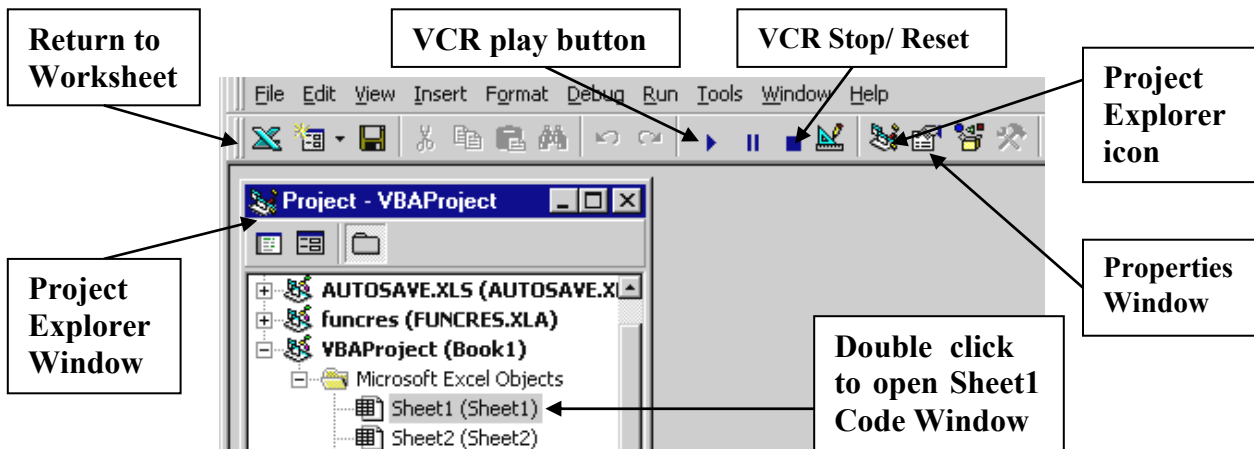 Return to
Worksheet
VCR play button
VCR Stop/ Reset
Project
Explorer
icon
File Edit View Insert Format Debug Run Tools Window Help
Project - VBAProject
Project
Explorer
Window
AUTOSAVE.XLS (AUTOSAVE.XL
funcres (FUNCRES.XLA)
VBAProject (Book1)
Microsoft Excel Objects
Sheet1 (Sheet1)
Sheet2 (Sheet2)
Properties
Window
Double click
to open Sheet1
Code Window